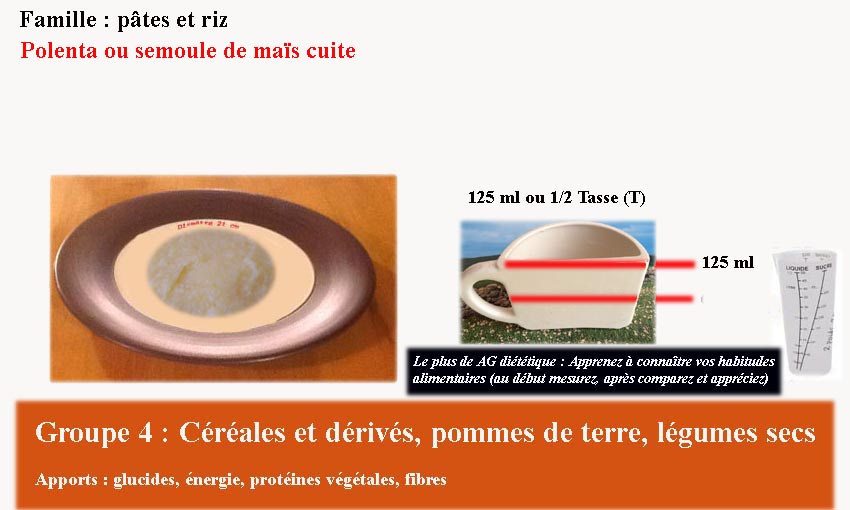 Famille : pâtes et riz
Polenta ou semoule de maïs cuite
125 ml ou 1/2 Tasse (T)
Diamètre 21 cm
125 ml
LIQUIDE SUCRE
Le plus de AG diététique : Apprenez à connaître vos habitudes
alimentaires (au début mesurez, après comparez et appréciez)
Groupe 4 : Céréales et dérivés, pommes de terre, légumes secs
Apports : glucides, énergie, protéines végétales, fibres